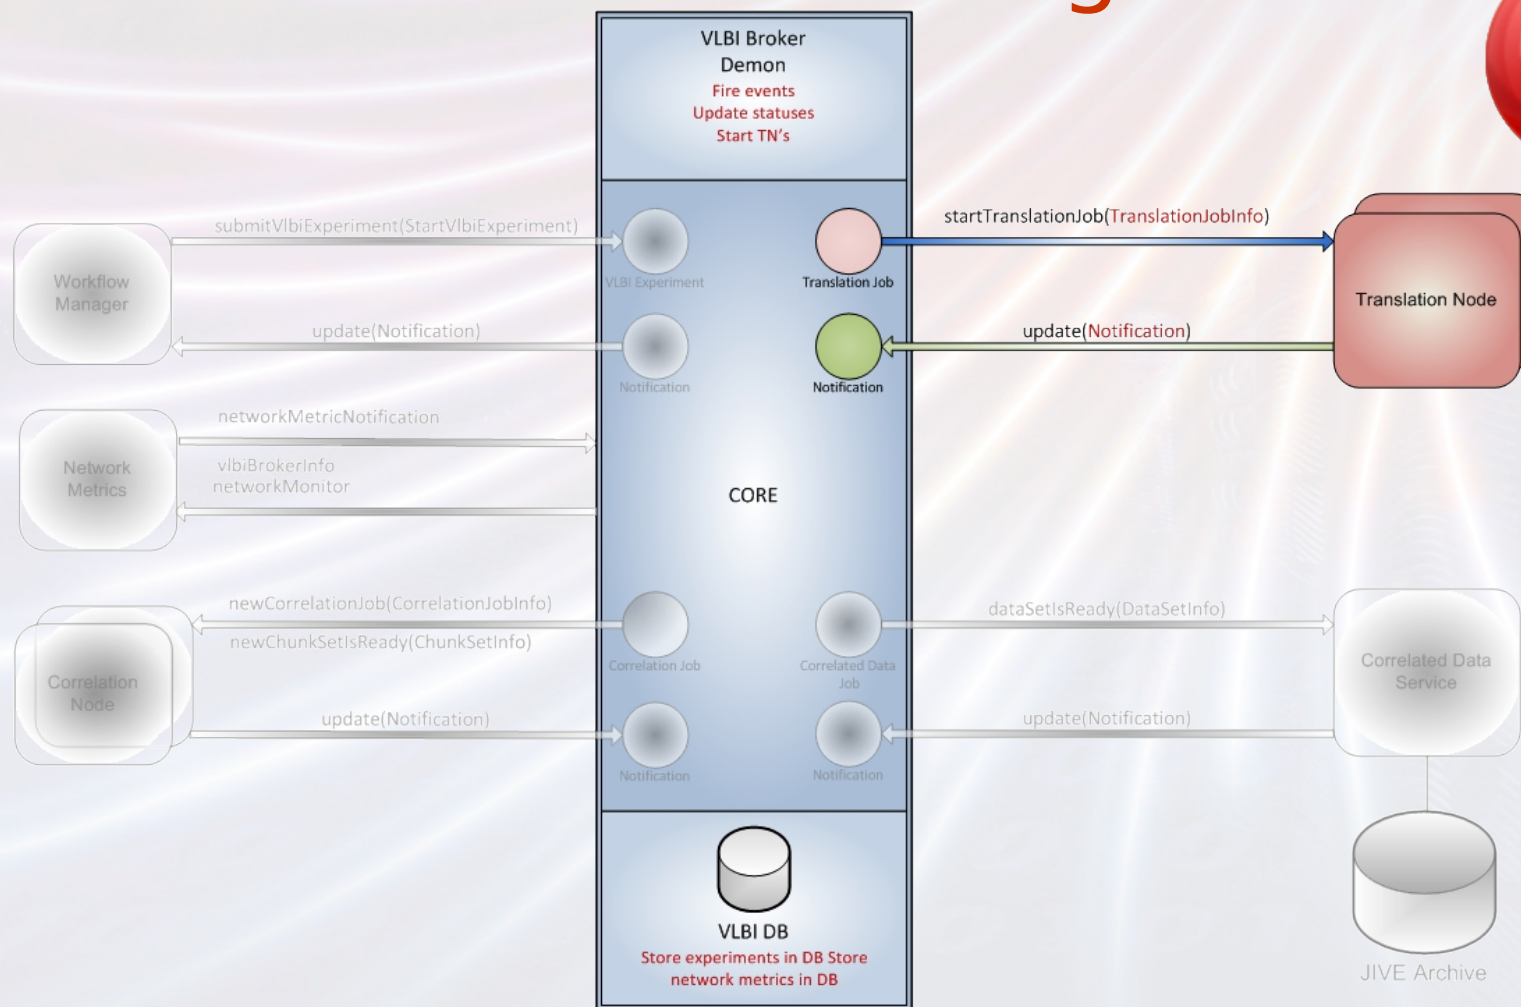 g
VLBI Broker
Demon
Fire events
Update statuses
Start TN's
submitVlbiExperiment(StartVlbiExperiment)
startTranslationJob(TranslationJobInfo)
Workflow
Manager
VLBI Experiment
Translation Job
Translation Node
update(Notification)
update(Notification)
Notification
Notification
networkMetricNotification
Network
Metrics
vlbiBrokerInfo
networkMonitor
CORE
newCorrelationJob(CorrelationJobInfo)
dataSetIsReady(DataSetInfo)
newChunkSetIsReady(ChunkSetInfo)
Correlation
Node
Correlation Job
Correlated Data
Job
Correlated Data
Service
update(Notification)
update(Notification)
Notification
Notification
VLBI DB
Store experiments in DB Store
network metrics in DB
JIVE Archive